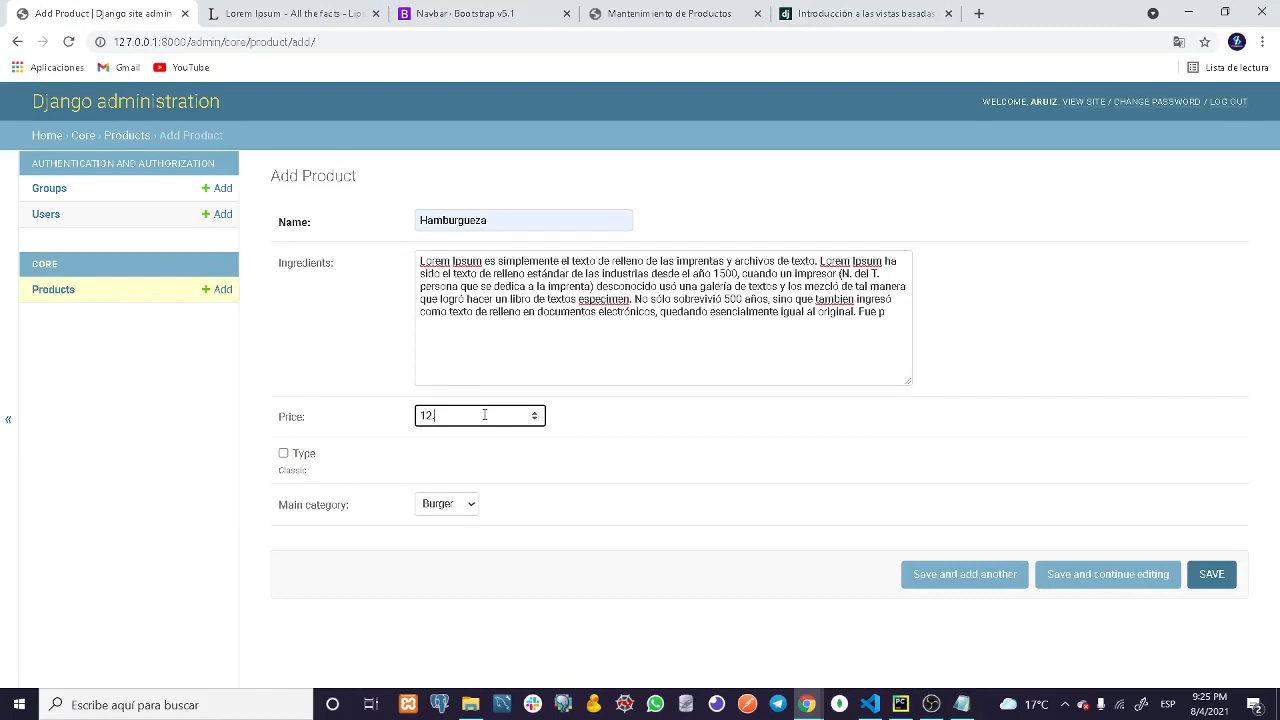 Django site admin
Lorem Ipsum - All the facts - Lip
Navbar · Bootstrap v5.1
Mantenimiento de Productos
Introducción a las vistas basadas
127.0.0.1:8000/admin/core/product/add/
Aplicaciones
Gmail
YouTube
Lista de lectura
Django administration
WELCOME, ARUIZ. VIEW SITE / CHANGE PASSWORD / LOG OUT
Home › Core › Products › Add Product
AUTHENTICATION AND AUTHORIZATION
Groups + Add
Users + Add
CORE
Products + Add
«
Add Product
Name: Hamburgueza
Ingredients:
Lorem Ipsum es simplemente el texto de relleno de las imprentas y archivos de texto. Lorem Ipsum ha
sido el texto de relleno estándar de las industrias desde el año 1500, cuando un impresor (N. del T.
persona que se dedica a la imprenta) desconocido usó una galería de textos y los mezcló de tal manera
que logró hacer un libro de textos especimen. No sólo sobrevivió 500 años, sino que tambien ingresó
como texto de relleno en documentos electrónicos, quedando esencialmente igual al original. Fue p
Price: 12.
Type
Classic
Main category: Burger
Save and add another
Save and continue editing
SAVE
Escribe aquí para buscar
17°C
ESP
9:25 PM
8/4/2021
2